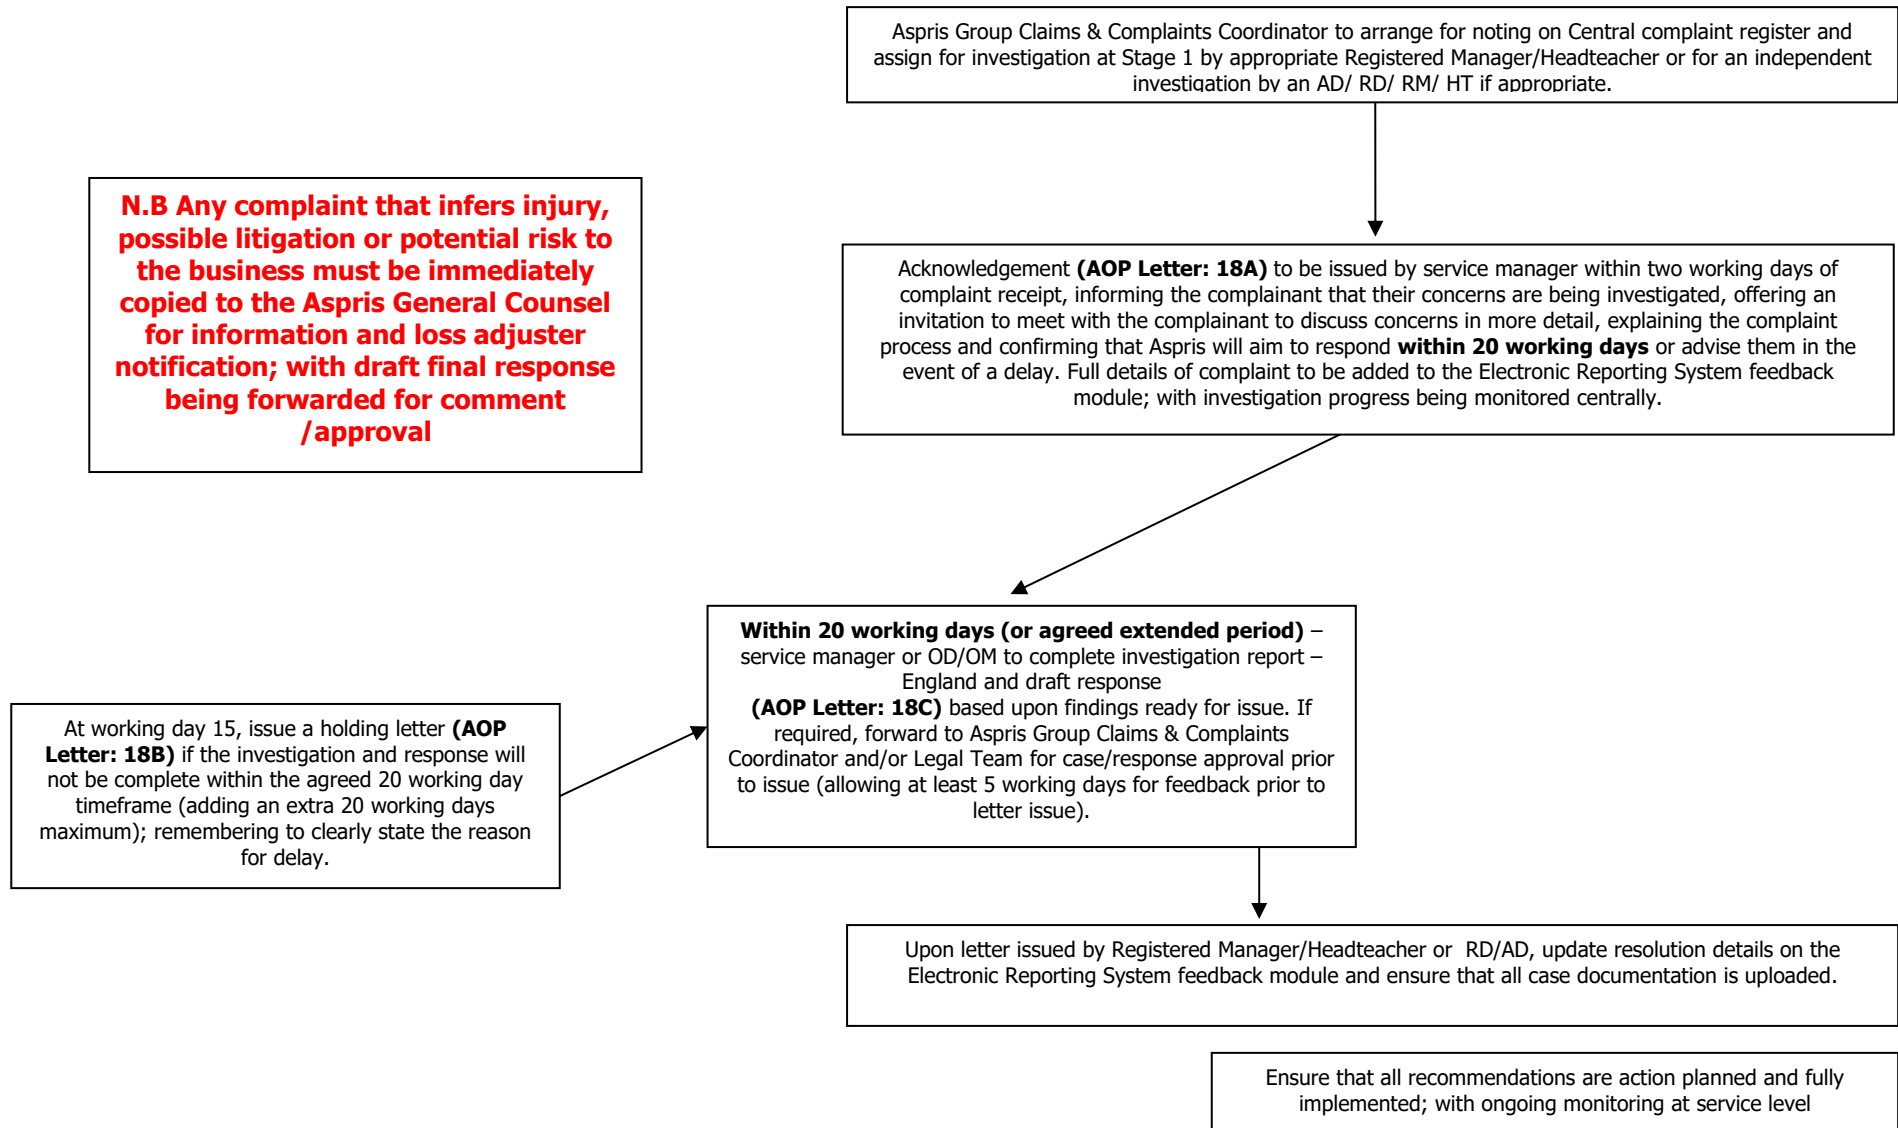 Aspris Group Claims & Complaints Coordinator to arrange for noting on Central complaint register and
assign for investigation at Stage 1 by appropriate Registered Manager/Headteacher or for an independent
investigation by an AD/ RD/ RM/ HT if appropriate.
N.B Any complaint that infers injury,
possible litigation or potential risk to
the business must be immediately
copied to the Aspris General Counsel
for information and loss adjuster
notification; with draft final response
being forwarded for comment
/approval
Acknowledgement (AOP Letter: 18A) to be issued by service manager within two working days of
complaint receipt, informing the complainant that their concerns are being investigated, offering an
invitation to meet with the complainant to discuss concerns in more detail, explaining the complaint
process and confirming that Aspris will aim to respond within 20 working days or advise them in the
event of a delay. Full details of complaint to be added to the Electronic Reporting System feedback
module; with investigation progress being monitored centrally.
Within 20 working days (or agreed extended period) –
service manager or OD/OM to complete investigation report –
England and draft response
(AOP Letter: 18C) based upon findings ready for issue. If
required, forward to Aspris Group Claims & Complaints
Coordinator and/or Legal Team for case/response approval prior
to issue (allowing at least 5 working days for feedback prior to
letter issue).
At working day 15, issue a holding letter (AOP
Letter: 18B) if the investigation and response will
not be complete within the agreed 20 working day
timeframe (adding an extra 20 working days
maximum); remembering to clearly state the reason
for delay.
Upon letter issued by Registered Manager/Headteacher or RD/AD, update resolution details on the
Electronic Reporting System feedback module and ensure that all case documentation is uploaded.
Ensure that all recommendations are action planned and fully
implemented; with ongoing monitoring at service level